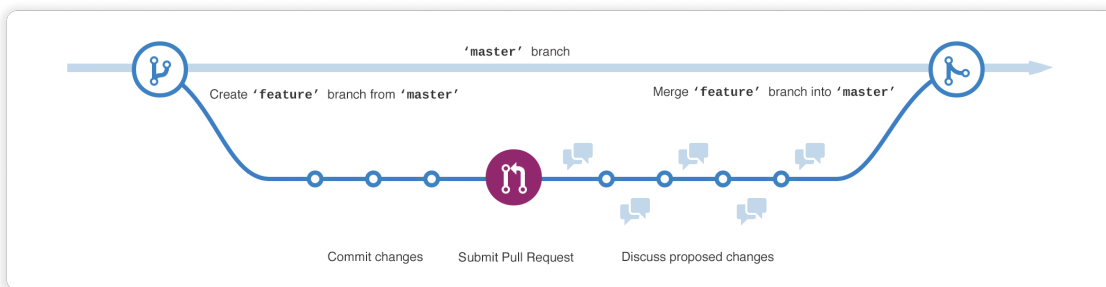 ‘master’ branch
Create ‘feature’ branch from ‘master’
Merge ‘feature’ branch into ‘master’
Commit changes
Submit Pull Request
Discuss proposed changes